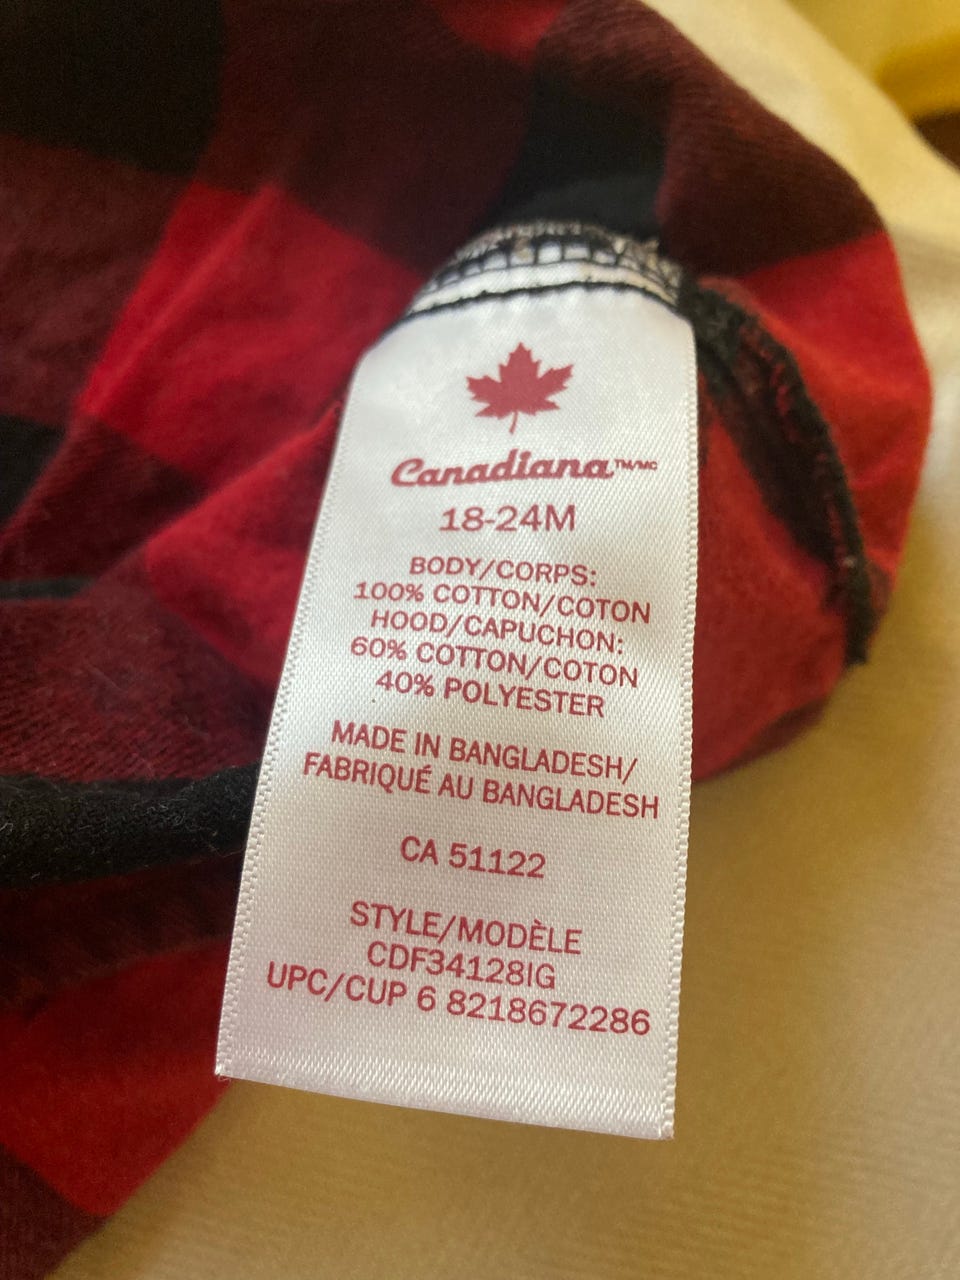 Canadiana™/MC
18-24M
BODY/CORPS:
100% COTTON/COTON
HOOD/CAPUCHON:
60% COTTON/COTON
40% POLYESTER
MADE IN BANGLADESH/
FABRIQUÉ AU BANGLADESH
CA 51122
STYLE/MODÈLE
CDF34128IG
UPC/CUP 6 8218672286